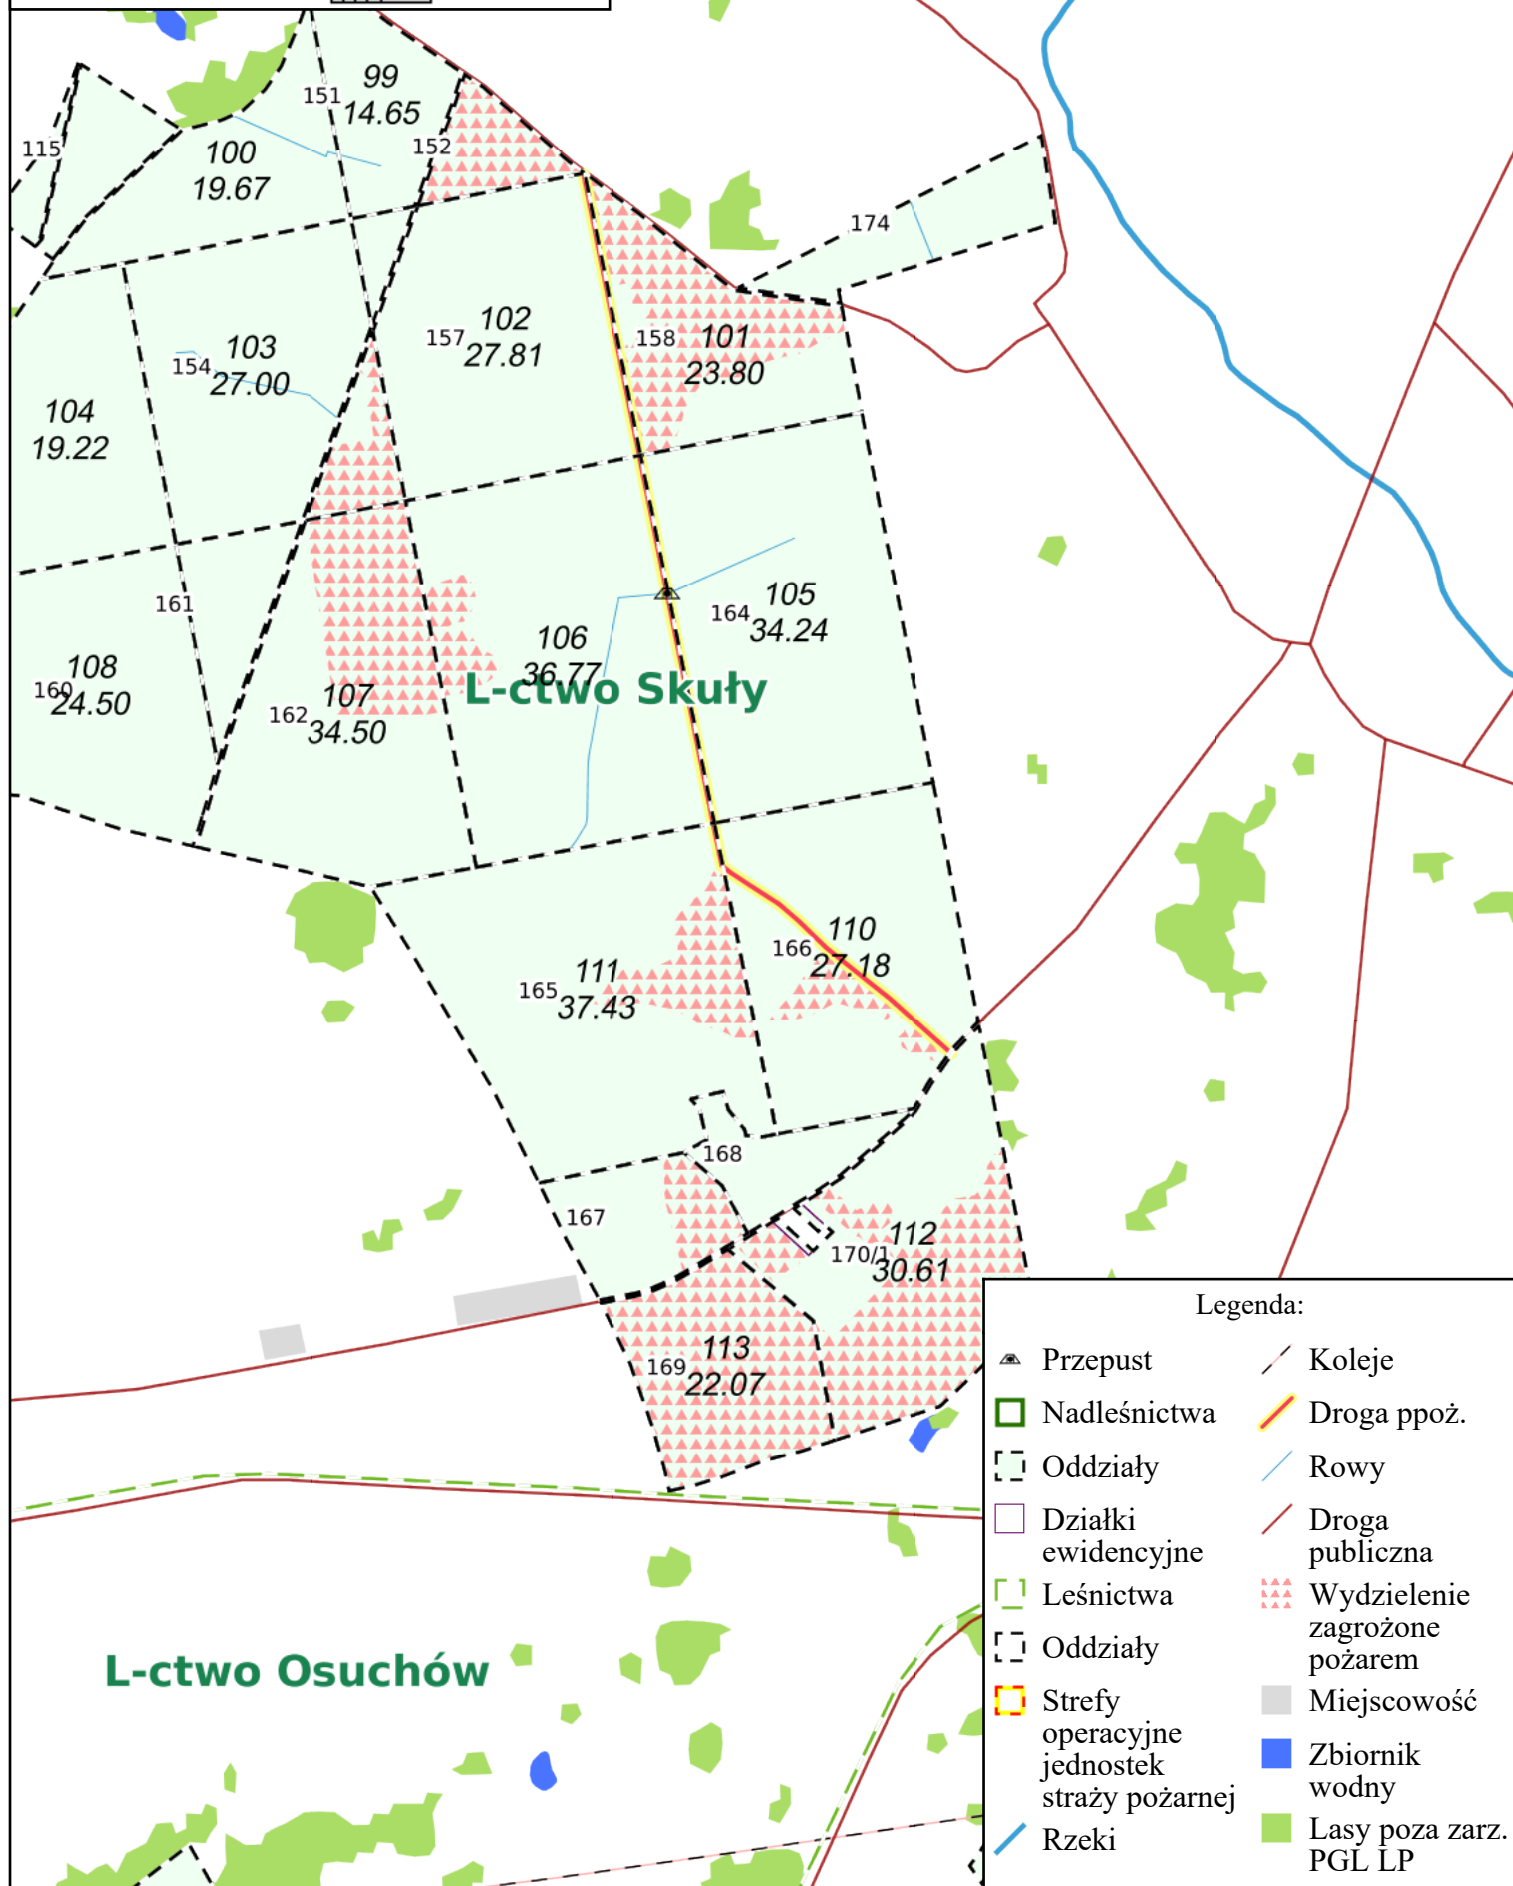 99
14.65
151
152
115
100
19.67
174
102
27.81
157
158
101
23.80
103
27.00
154
104
19.22
105
34.24
164
161
106
36.77
108
24.50
160
107
34.50
162
L-ctwo Skuły
110
27.18
166
111
37.43
165
168
167
112
30.61
170/1
113
22.07
169
L-ctwo Osuchów
Legenda:
Przepust
Nadleśnictwa
Oddziały
Działki
ewidencyjne
Leśnictwa
Oddziały
Strefy
operacyjne
jednostek
straży pożarnej
Rzeki
Koleje
Droga ppoż.
Rowy
Droga
publiczna
Wydzielenie
zagrożone
pożarem
Miejscowość
Zbiornik
wodny
Lasy poza zarz.
PGL LP